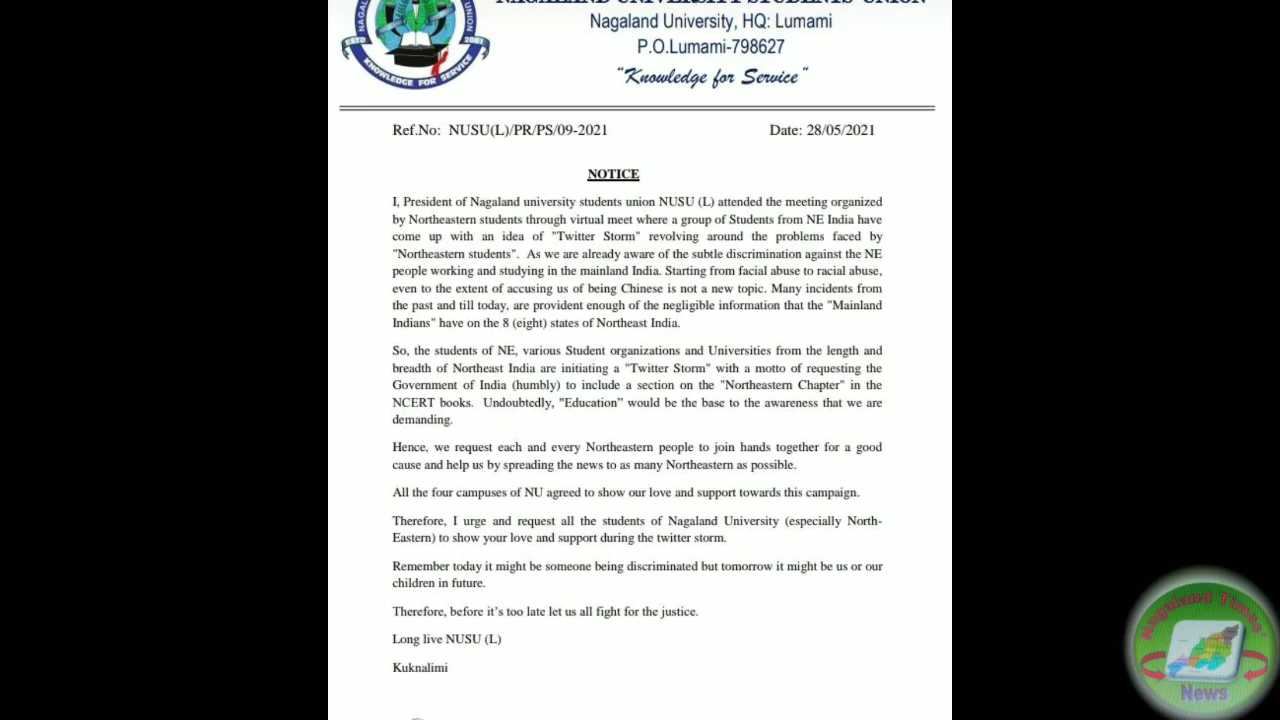 NAGALAND UNIVERSITY STUDENTS' UNION
Nagaland University, HQ: Lumami
P.O.Lumami-798627
"Knowledge for Service"
NAGAL
UNION
ESTD
2001
KNOWLEDGE FOR SERVICE
Ref.No: NUSU(L)/PR/PS/09-2021
Date: 28/05/2021
NOTICE
I, President of Nagaland university students union NUSU (L) attended the meeting organized
by Northeastern students through virtual meet where a group of Students from NE India have
come up with an idea of "Twitter Storm" revolving around the problems faced by
"Northeastern students". As we are already aware of the subtle discrimination against the NE
people working and studying in the mainland India. Starting from facial abuse to racial abuse,
even to the extent of accusing us of being Chinese is not a new topic. Many incidents from
the past and till today, are provident enough of the negligible information that the "Mainland
Indians" have on the 8 (eight) states of Northeast India.
So, the students of NE, various Student organizations and Universities from the length and
breadth of Northeast India are initiating a "Twitter Storm" with a motto of requesting the
Government of India (humbly) to include a section on the "Northeastern Chapter" in the
NCERT books. Undoubtedly, "Education" would be the base to the awareness that we are
demanding.
Hence, we request each and every Northeastern people to join hands together for a good
cause and help us by spreading the news to as many Northeastern as possible.
All the four campuses of NU agreed to show our love and support towards this campaign.
Therefore, I urge and request all the students of Nagaland University (especially North-
Eastern) to show your love and support during the twitter storm.
Remember today it might be someone being discriminated but tomorrow it might be us or our
children in future.
Therefore, before it's too late let us all fight for the justice.
Long live NUSU (L)
Kuknalimi
Nagaland Times'
News